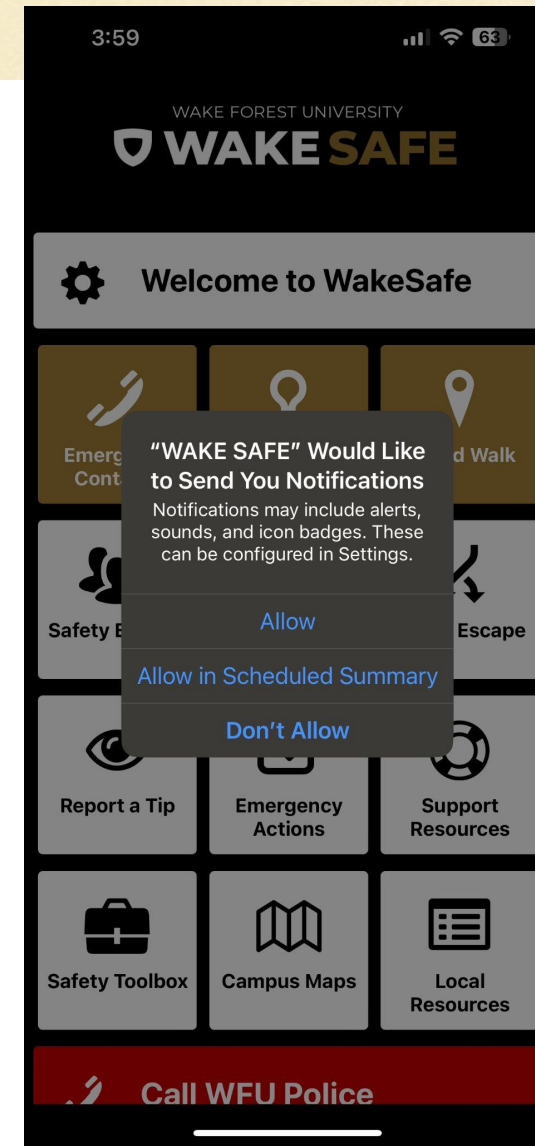 3:59
63
WAKE FOREST UNIVERSITY
WAKE SAFE
Welcome to WakeSafe
"WAKE SAFE" Would Like
to Send You Notifications
Notifications may include alerts,
sounds, and icon badges. These
can be configured in Settings.
Allow
Allow in Scheduled Summary
Don't Allow
Walk
Safety
Escape
Report a Tip
Emergency
Actions
Support
Resources
Safety Toolbox
Campus Maps
Local
Resources
Call WFU Police